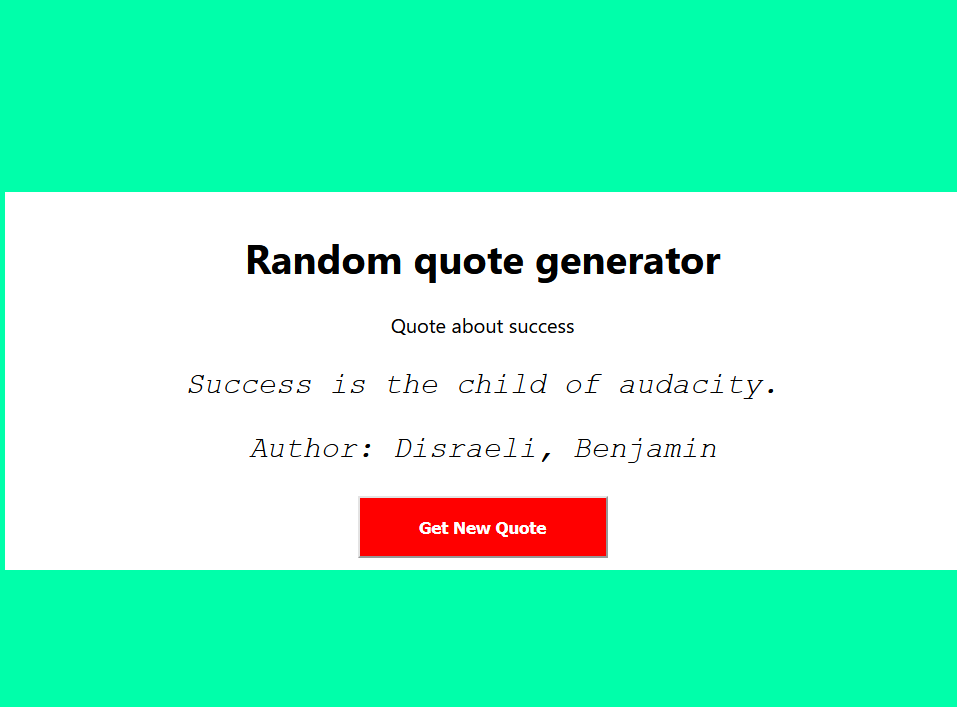 Random quote generator
Quote about success
Success is the child of audacity.
Author: Disraeli, Benjamin
Get New Quote